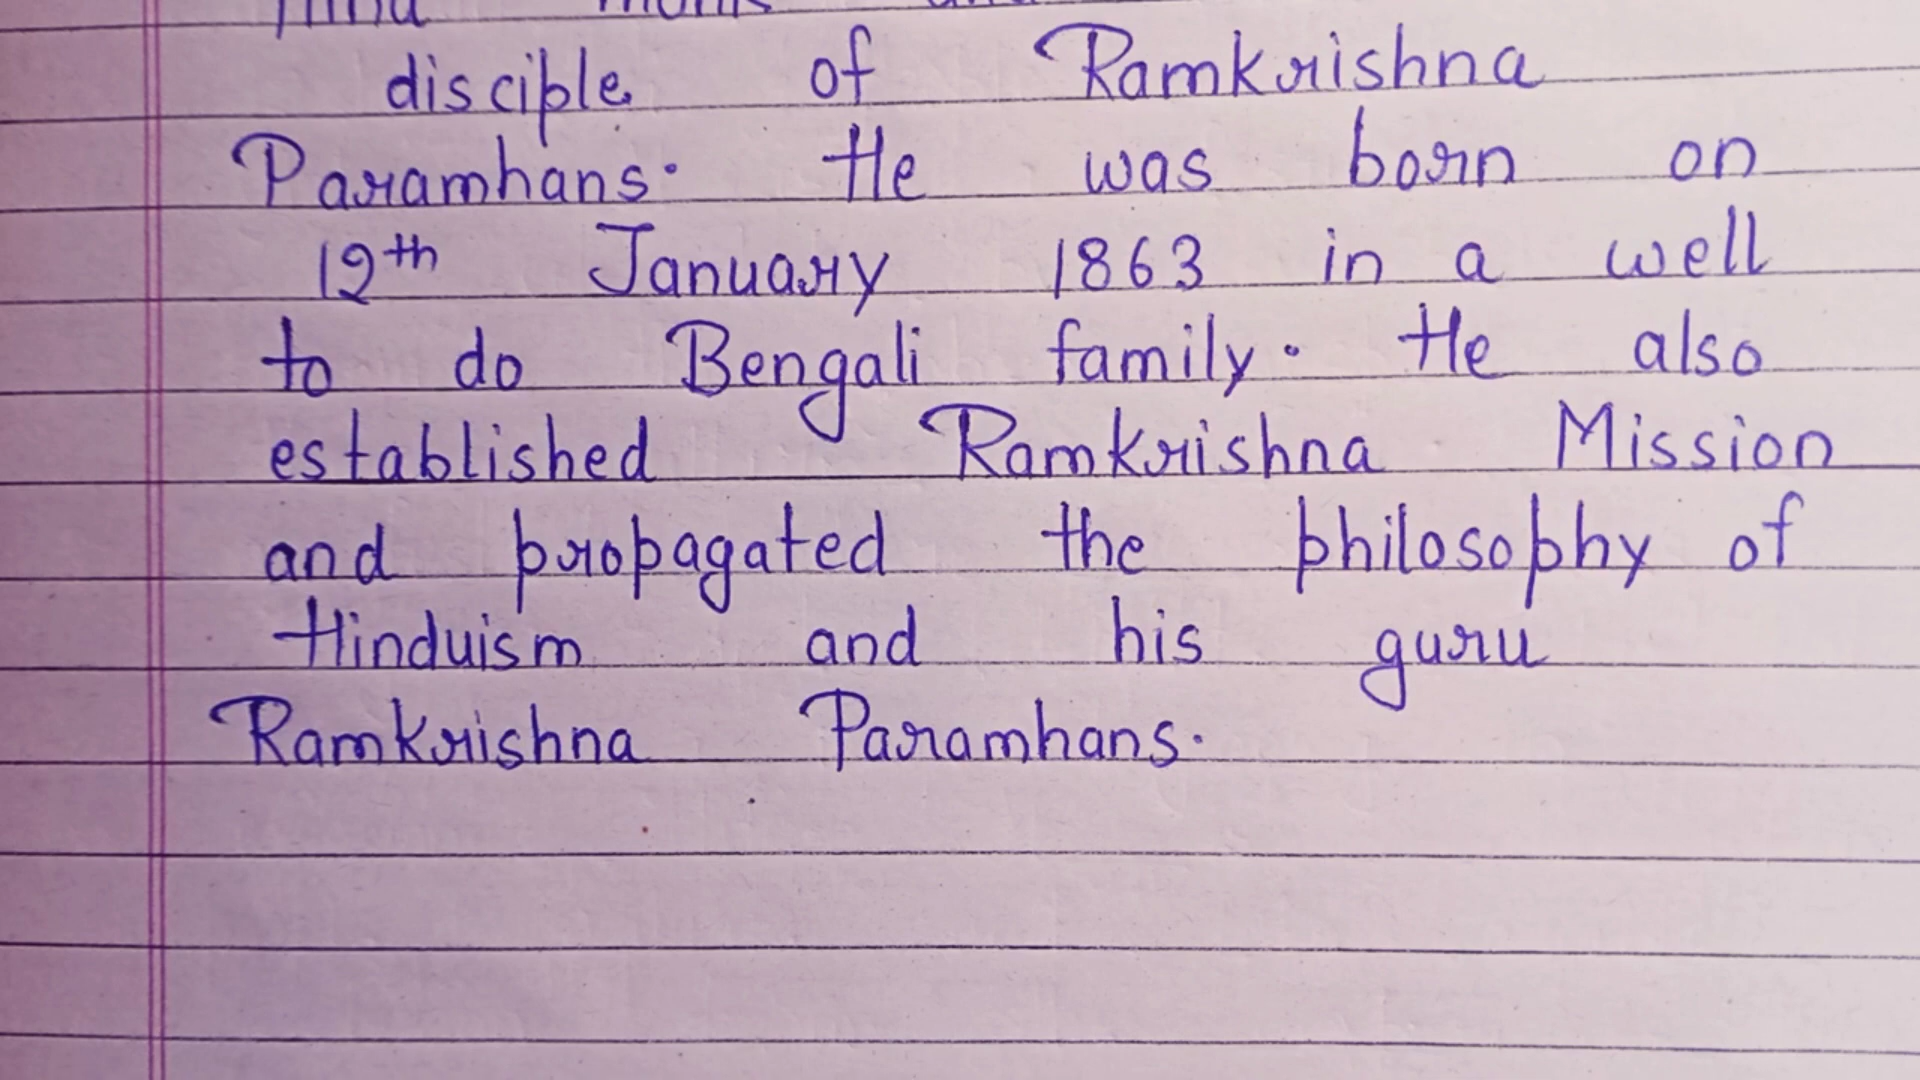 disciple of Ramkrishna
Paramhans. He was born on
12th January 1863 in a well
to do Bengali family. He also
established Ramkrishna Mission
and propagated the philosophy of
Hinduism and his guru
Ramkrishna Paramhans.